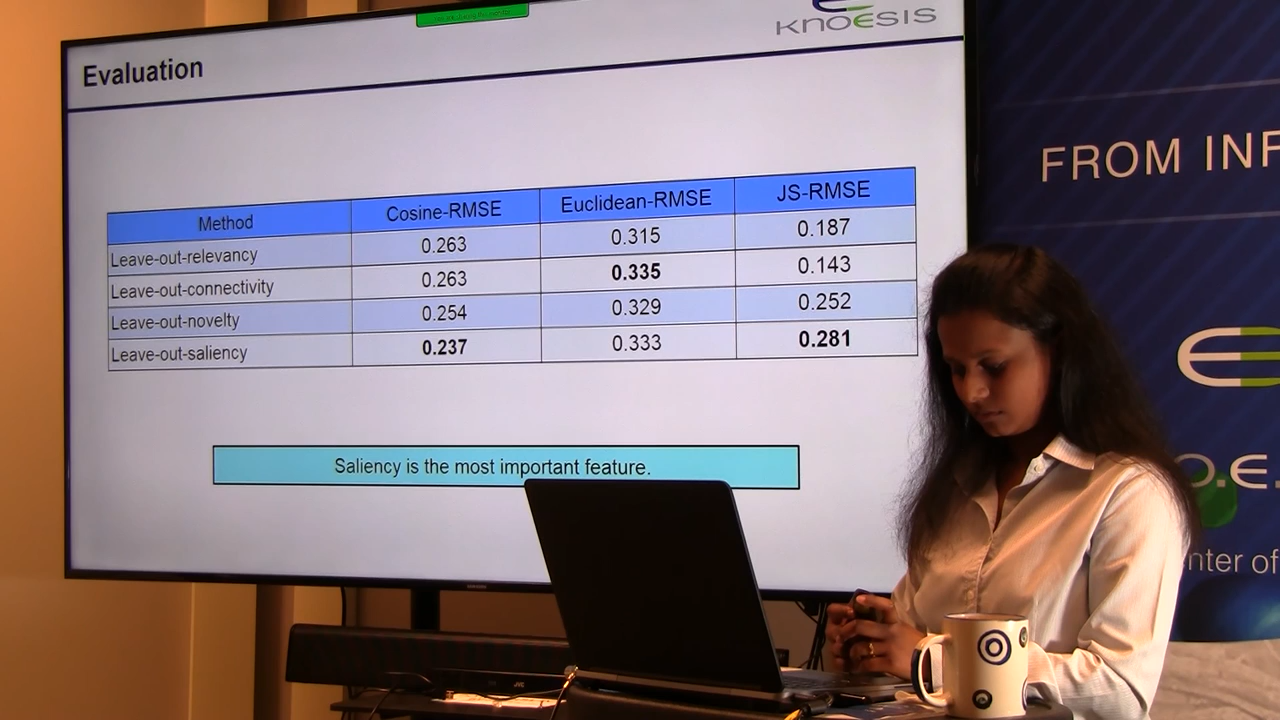 KNOESIS
Evaluation
FROM INF
Method Cosine-RMSE Euclidean-RMSE JS-RMSE
Leave-out-relevancy 0.263 0.315 0.187
Leave-out-connectivity 0.263 0.335 0.143
Leave-out-novelty 0.254 0.329 0.252
Leave-out-saliency 0.237 0.333 0.281
Saliency is the most important feature.
O.E.
nter of
JVC